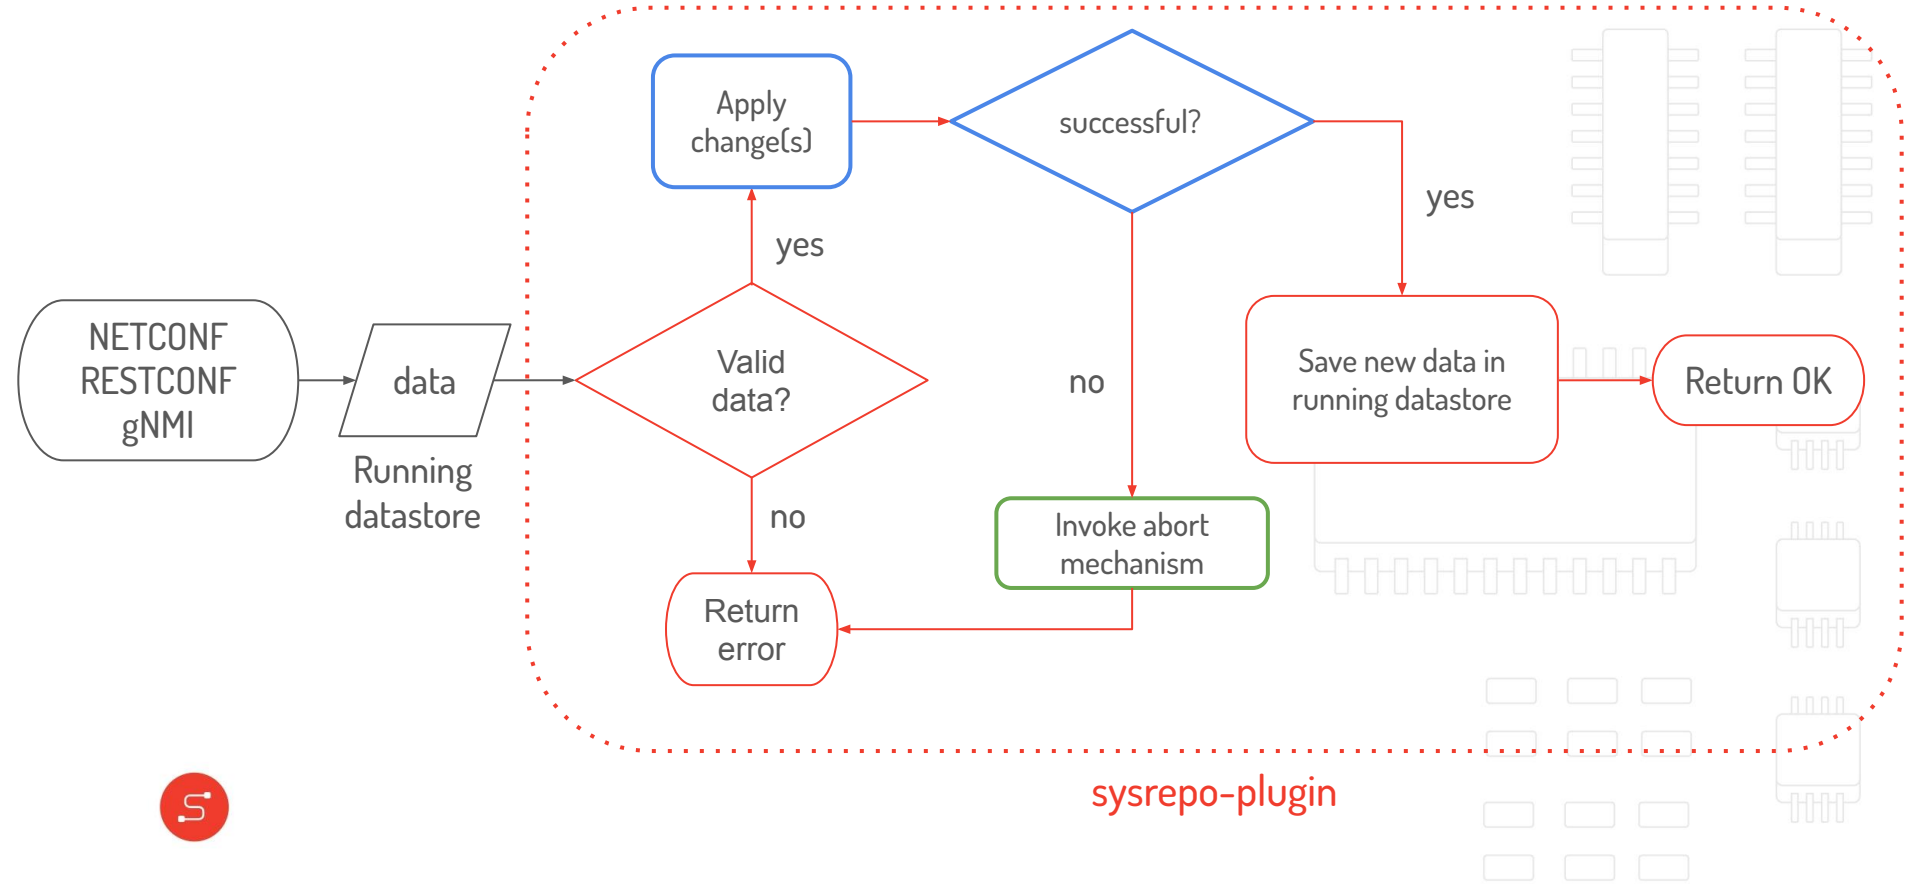 NETCONF
RESTCONF
gNMI
data
Running
datastore
Valid
data?
yes
no
Apply
change(s)
successful?
yes
no
Save new data in
running datastore
Return OK
Invoke abort
mechanism
Return
error
sysrepo-plugin